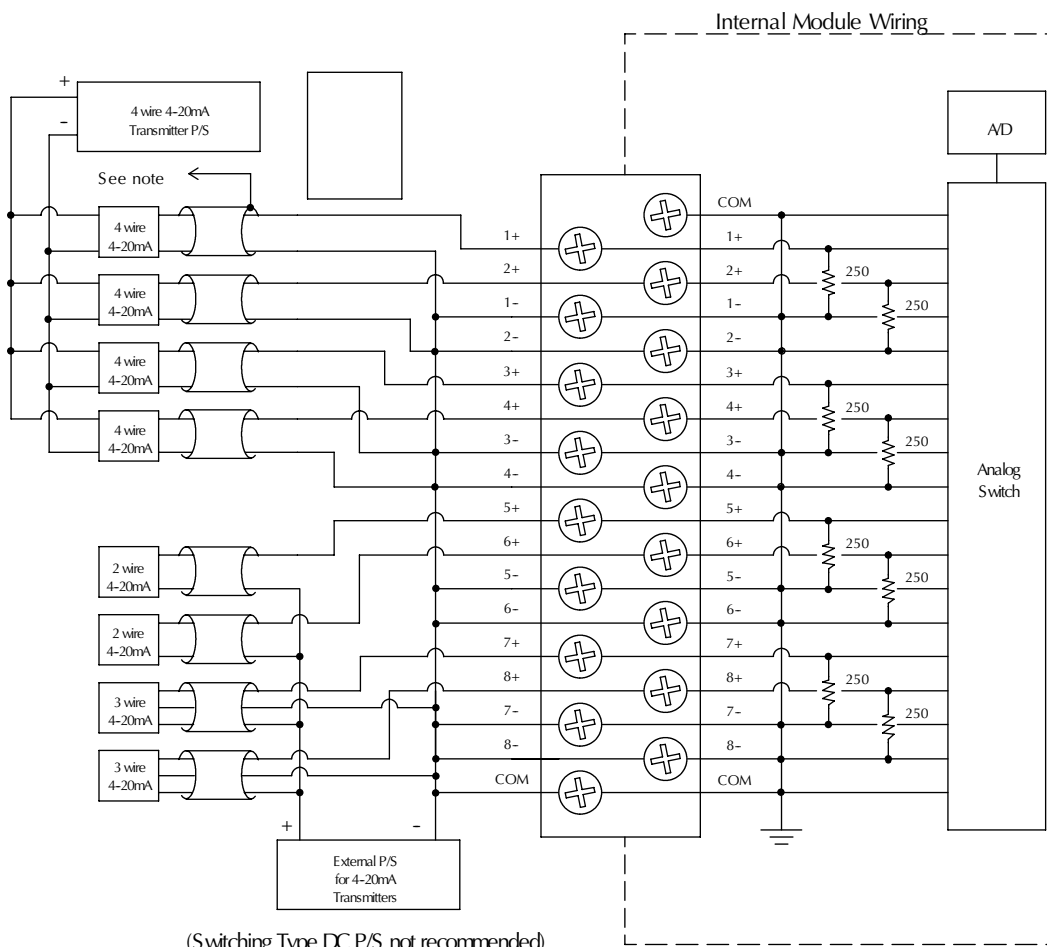 Internal Module Wiring
+
4 wire 4-20mA
Transmitter P/S
-
See note
A/D
4 wire
4-20mA
4 wire
4-20mA
4 wire
4-20mA
4 wire
4-20mA
2 wire
4-20mA
2 wire
4-20mA
3 wire
4-20mA
3 wire
4-20mA
1+
2+
1-
2-
3+
4+
3-
4-
5+
6+
5-
6-
7+
8+
7-
8-
COM
COM
1+
2+
1-
2-
3+
4+
3-
4-
5+
6+
5-
6-
7+
8+
7-
8-
COM
250
250
250
250
250
250
250
250
Analog
Switch
+
-
External P/S
for 4-20mA
Transmitters
(Switching Type DC P/S not recommended)